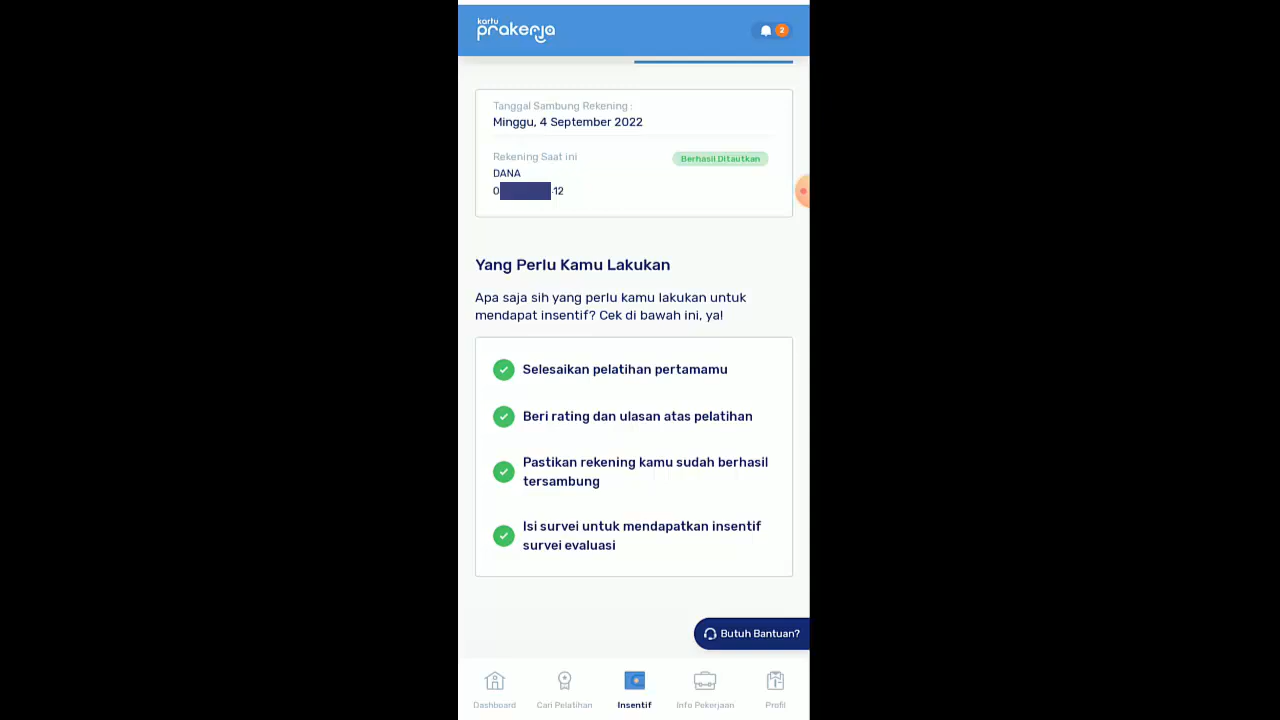 kartu
prakerja
2
Tanggal Sambung Rekening :
Minggu, 4 September 2022
Rekening Saat ini
Berhasil Ditautkan
DANA
0 12
Yang Perlu Kamu Lakukan
Apa saja sih yang perlu kamu lakukan untuk
mendapat insentif? Cek di bawah ini, ya!
Selesaikan pelatihan pertamamu
Beri rating dan ulasan atas pelatihan
Pastikan rekening kamu sudah berhasil
tersambung
Isi survei untuk mendapatkan insentif
survei evaluasi
Butuh Bantuan?
Dashboard Cari Pelatihan Insentif Info Pekerjaan Profil